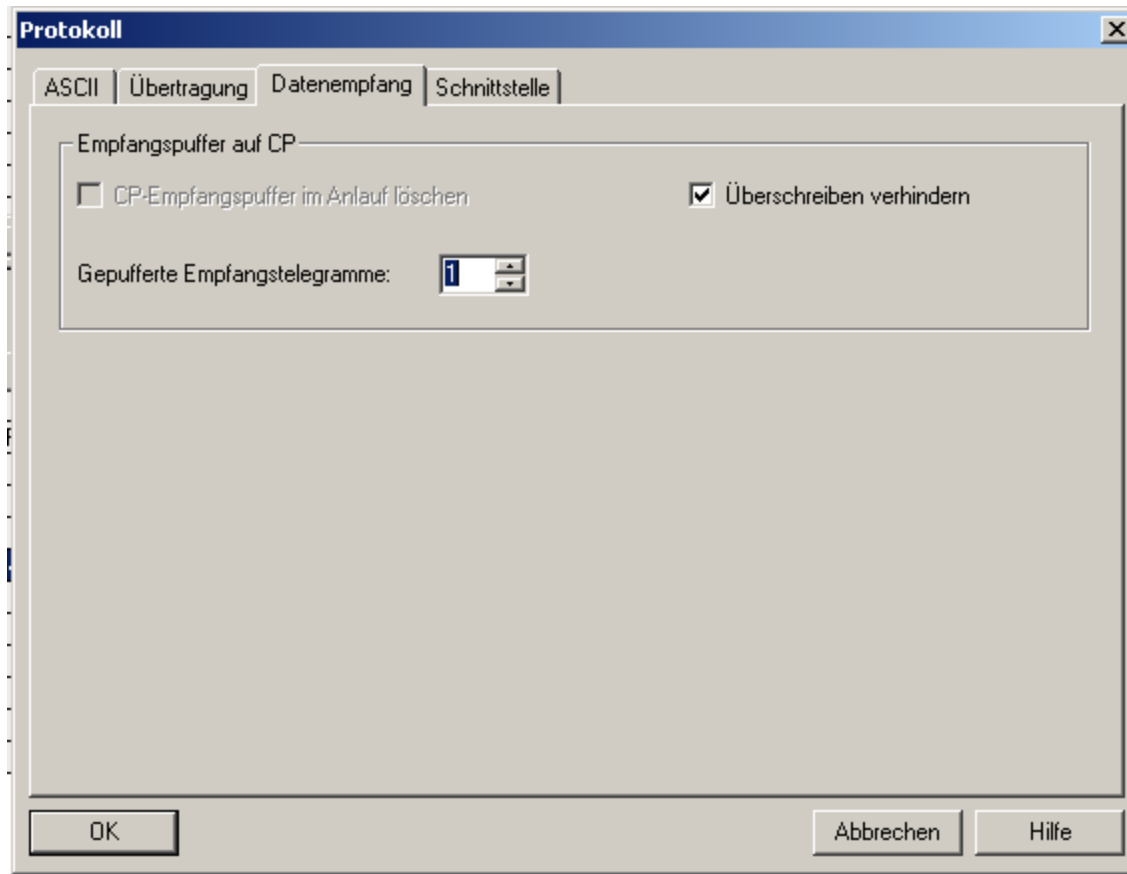 Protokoll
ASCII Übertragung Datenempfang Schnittstelle
Empfangspuffer auf CP
CP-Empfangspuffer im Anlauf löschen Überschreiben verhindern
Gepufferte Empfangstelegramme: 1
OK Abbrechen Hilfe